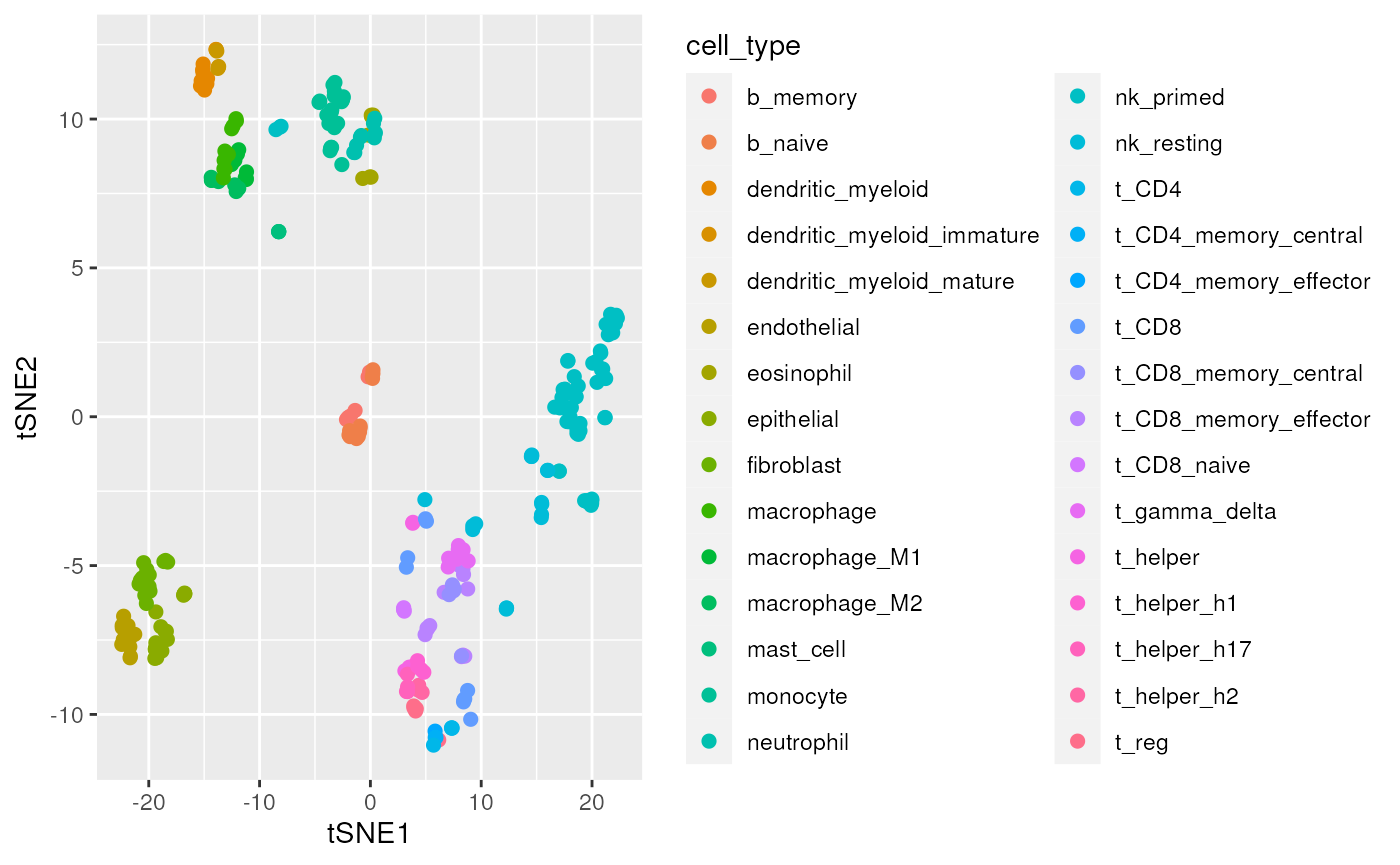 cell_type
b_memory
b_naive
dendritic_myeloid
dendritic_myeloid_immature
dendritic_myeloid_mature
endothelial
eosinophil
epithelial
fibroblast
macrophage
macrophage_M1
macrophage_M2
mast_cell
monocyte
neutrophil
nk_primed
nk_resting
t_CD4
t_CD4_memory_central
t_CD4_memory_effector
t_CD8
t_CD8_memory_central
t_CD8_memory_effector
t_CD8_naive
t_gamma_delta
t_helper
t_helper_h1
t_helper_h17
t_helper_h2
t_reg
tSNE2
10
5
0
-5
-10
-20
-10
0
10
20
tSNE1